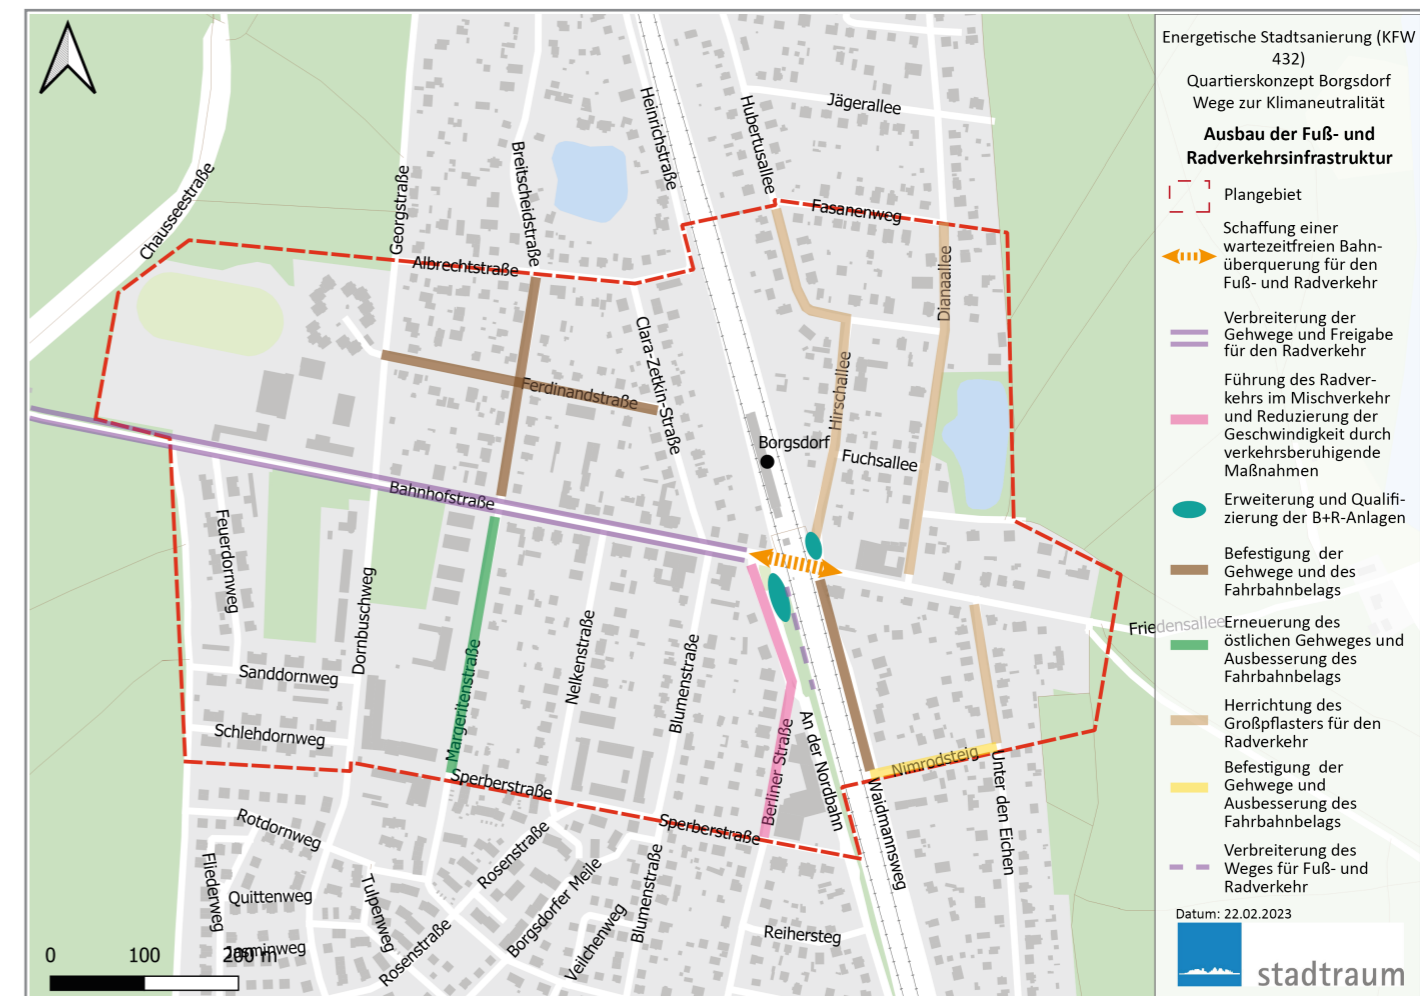 Energetische Stadtsanierung (KFW
432)
Quartierskonzept Borgsdorf
Wege zur Klimaneutralität
Ausbau der Fuß- und
Radverkehrsinfrastruktur
Plangebiet
Schaffung einer
wartezeitfreien Bahn-
überquerung für den
Fuß- und Radverkehr
Verbreiterung der
Gehwege und Freigabe
für den Radverkehr
Führung des Radver-
kehrs im Mischverkehr
und Reduzierung der
Geschwindigkeit durch
verkehrsberuhigende
Maßnahmen
Erweiterung und Qualifi-
zierung der B+R-Anlagen
Befestigung der
Gehwege und des
Fahrbahnbelags
Erneuerung des
östlichen Gehweges und
Ausbesserung des
Fahrbahnbelags
Herrichtung des
Großpflasters für den
Radverkehr
Befestigung der
Gehwege und
Ausbesserung des
Fahrbahnbelags
Verbreiterung des
Weges für Fuß- und
Radverkehr
Datum: 22.02.2023
stadtraum
Chausseestraße
Georgstraße
Breitscheidstraße
Heinrichstraße
Hubertusallee
Jägerallee
Fasanenweg
Albrechtstraße
Dianaallee
Clara-Zetkin-Straße
Ferdinandstraße
Hirschallee
Borgsdorf
Fuchsallee
Bahnhofstraße
Feuerdornweg
Dornbuschweg
Margeritenstraße
Nelkenstraße
Blumenstraße
Friedensallee
Sanddornweg
Schlehdornweg
Berliner Straße
An der Nordbahn
Nimrodsteig
Unter den Eichen
Waidmannsweg
Sperberstraße
Sperberstraße
Rotdornweg
Fliederweg
Quittenweg
Tulpenweg
Rosenstraße
Rosenstraße
Borgsdorfer Meile
Blumenstraße
Veilchenweg
Reihersteg
Jasminweg
0 100 200 m